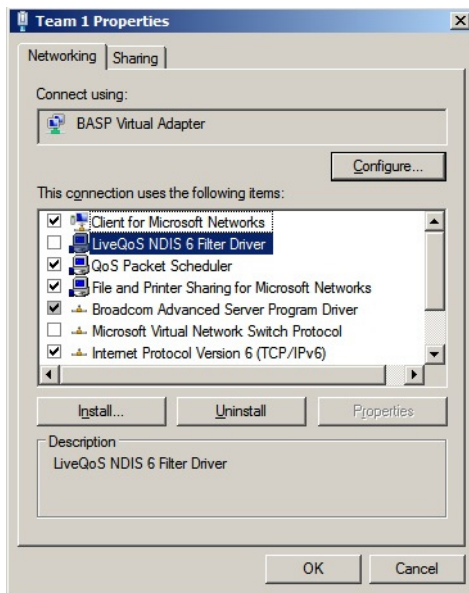 Team 1 Properties
Networking
Sharing
Connect using:
BASP Virtual Adapter
Configure...
This connection uses the following items:
Client for Microsoft Networks
LiveQoS NDIS 6 Filter Driver
QoS Packet Scheduler
File and Printer Sharing for Microsoft Networks
Broadcom Advanced Server Program Driver
Microsoft Virtual Network Switch Protocol
Internet Protocol Version 6 (TCP/IPv6)
Install...
Uninstall
Properties
Description
LiveQoS NDIS 6 Filter Driver
OK
Cancel